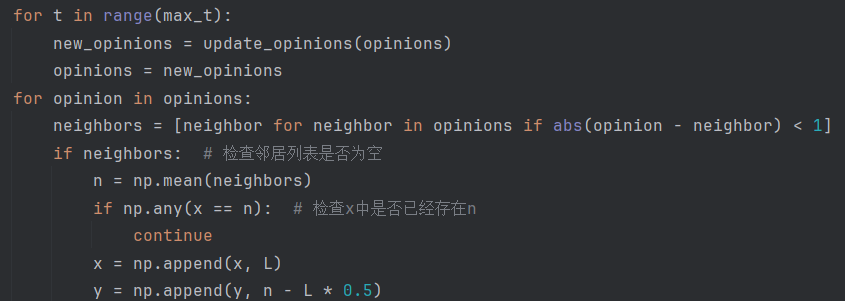 for t in range(max_t):
    new_opinions = update_opinions(opinions)
    opinions = new_opinions
for opinion in opinions:
    neighbors = [neighbor for neighbor in opinions if abs(opinion - neighbor) < 1]
    if neighbors:  # 检查邻居列表是否为空
        n = np.mean(neighbors)
        if np.any(x == n):  # 检查x中是否已经存在n
            continue
        x = np.append(x, L)
        y = np.append(y, n - L * 0.5)